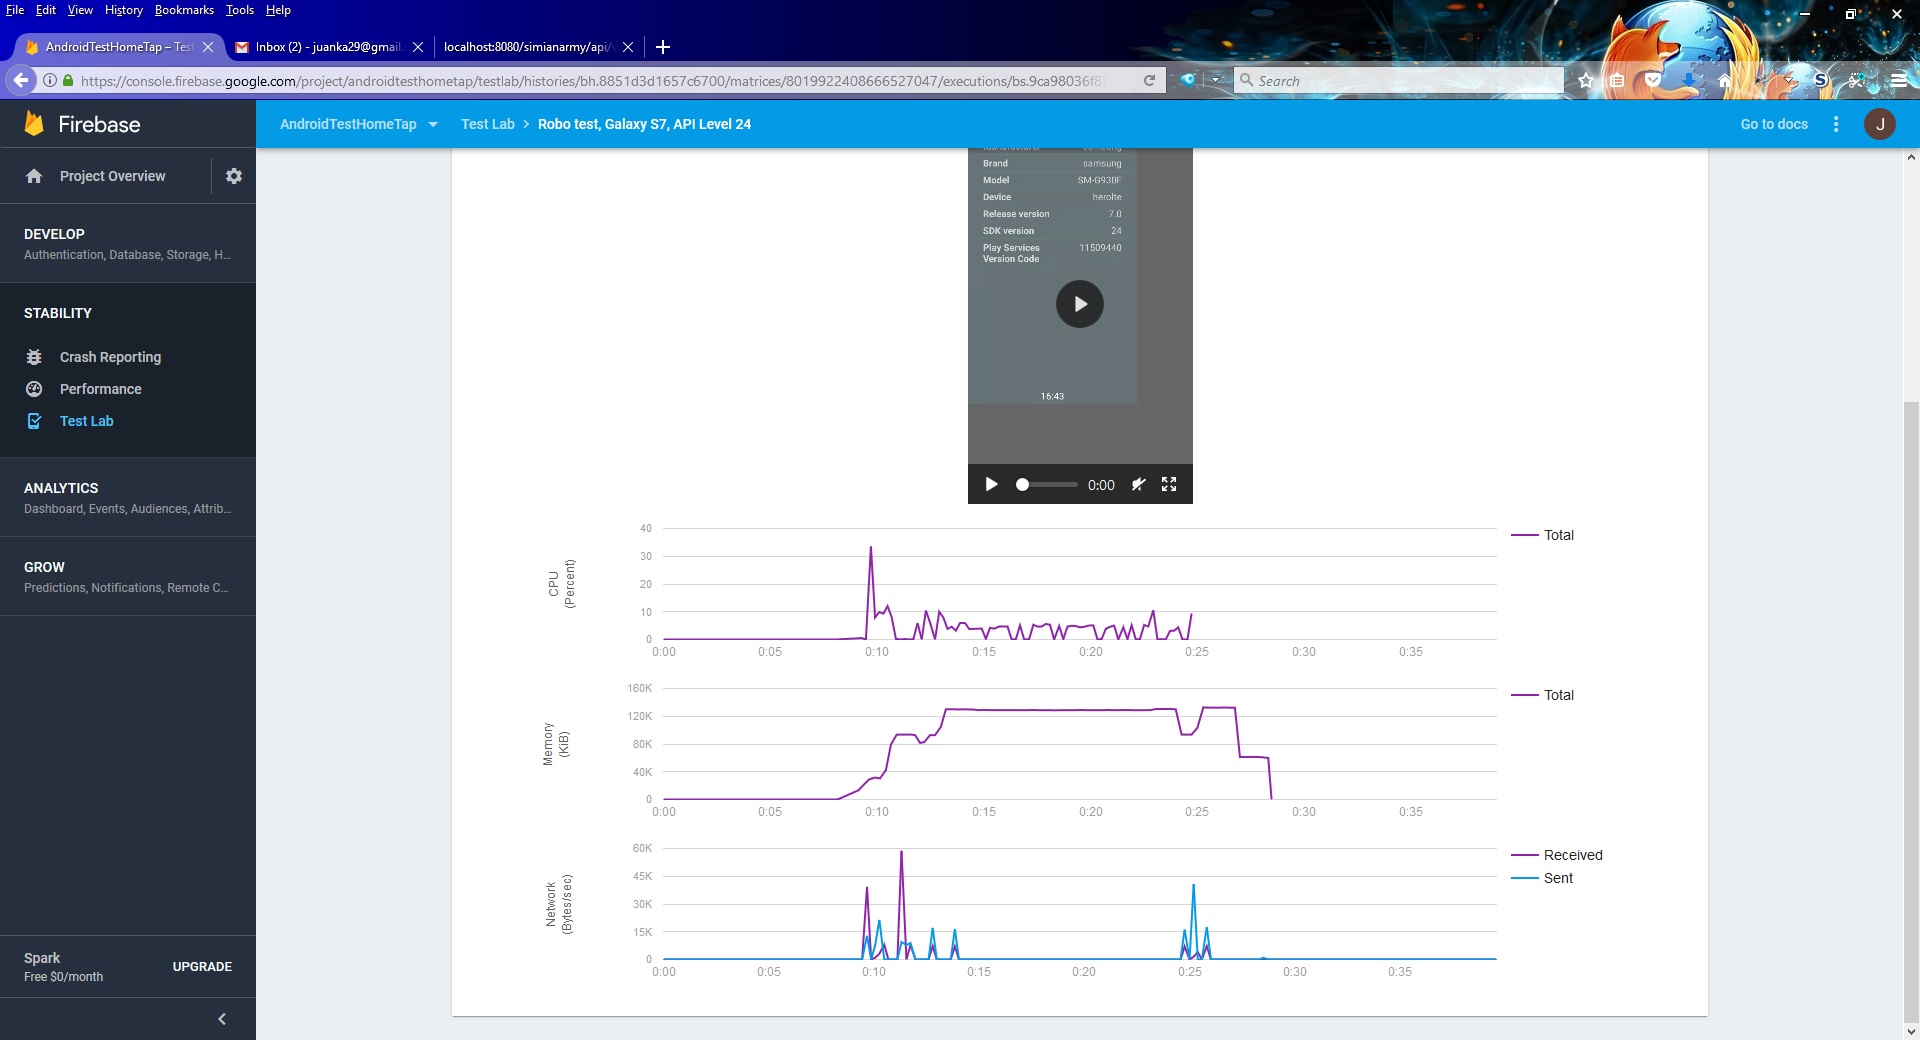 File Edit View History Bookmarks Tools Help
AndroidTestHomeTap – Test
Inbox (2) - juanka29@gmail.
localhost:8080/simianarmy/api/
https://console.firebase.google.com/project/androidtesthometap/testlab/histories/bh.8851d3d1657c6700/matrices/8019922408666527047/executions/bs.9ca98036f87
Search
Firebase
AndroidTestHomeTap
Test Lab > Robo test, Galaxy S7, API Level 24
Go to docs
J
Project Overview
DEVELOP
Authentication, Database, Storage, H...
STABILITY
Crash Reporting
Performance
Test Lab
ANALYTICS
Dashboard, Events, Audiences, Attrib...
GROW
Predictions, Notifications, Remote C...
Spark
Free $0/month
UPGRADE
Manufacturer samsung
Brand samsung
Model SM-G930F
Device herolte
Release version 7.0
SDK version 24
Play Services 11509440
Version Code
16:43
0:00
CPU
(Percent)
40
30
20
10
0
0:00 0:05 0:10 0:15 0:20 0:25 0:30 0:35
Total
Memory
(KiB)
160K
120K
80K
40K
0
0:00 0:05 0:10 0:15 0:20 0:25 0:30 0:35
Total
Network
(Bytes/sec)
60K
45K
30K
15K
0
0:00 0:05 0:10 0:15 0:20 0:25 0:30 0:35
Received
Sent